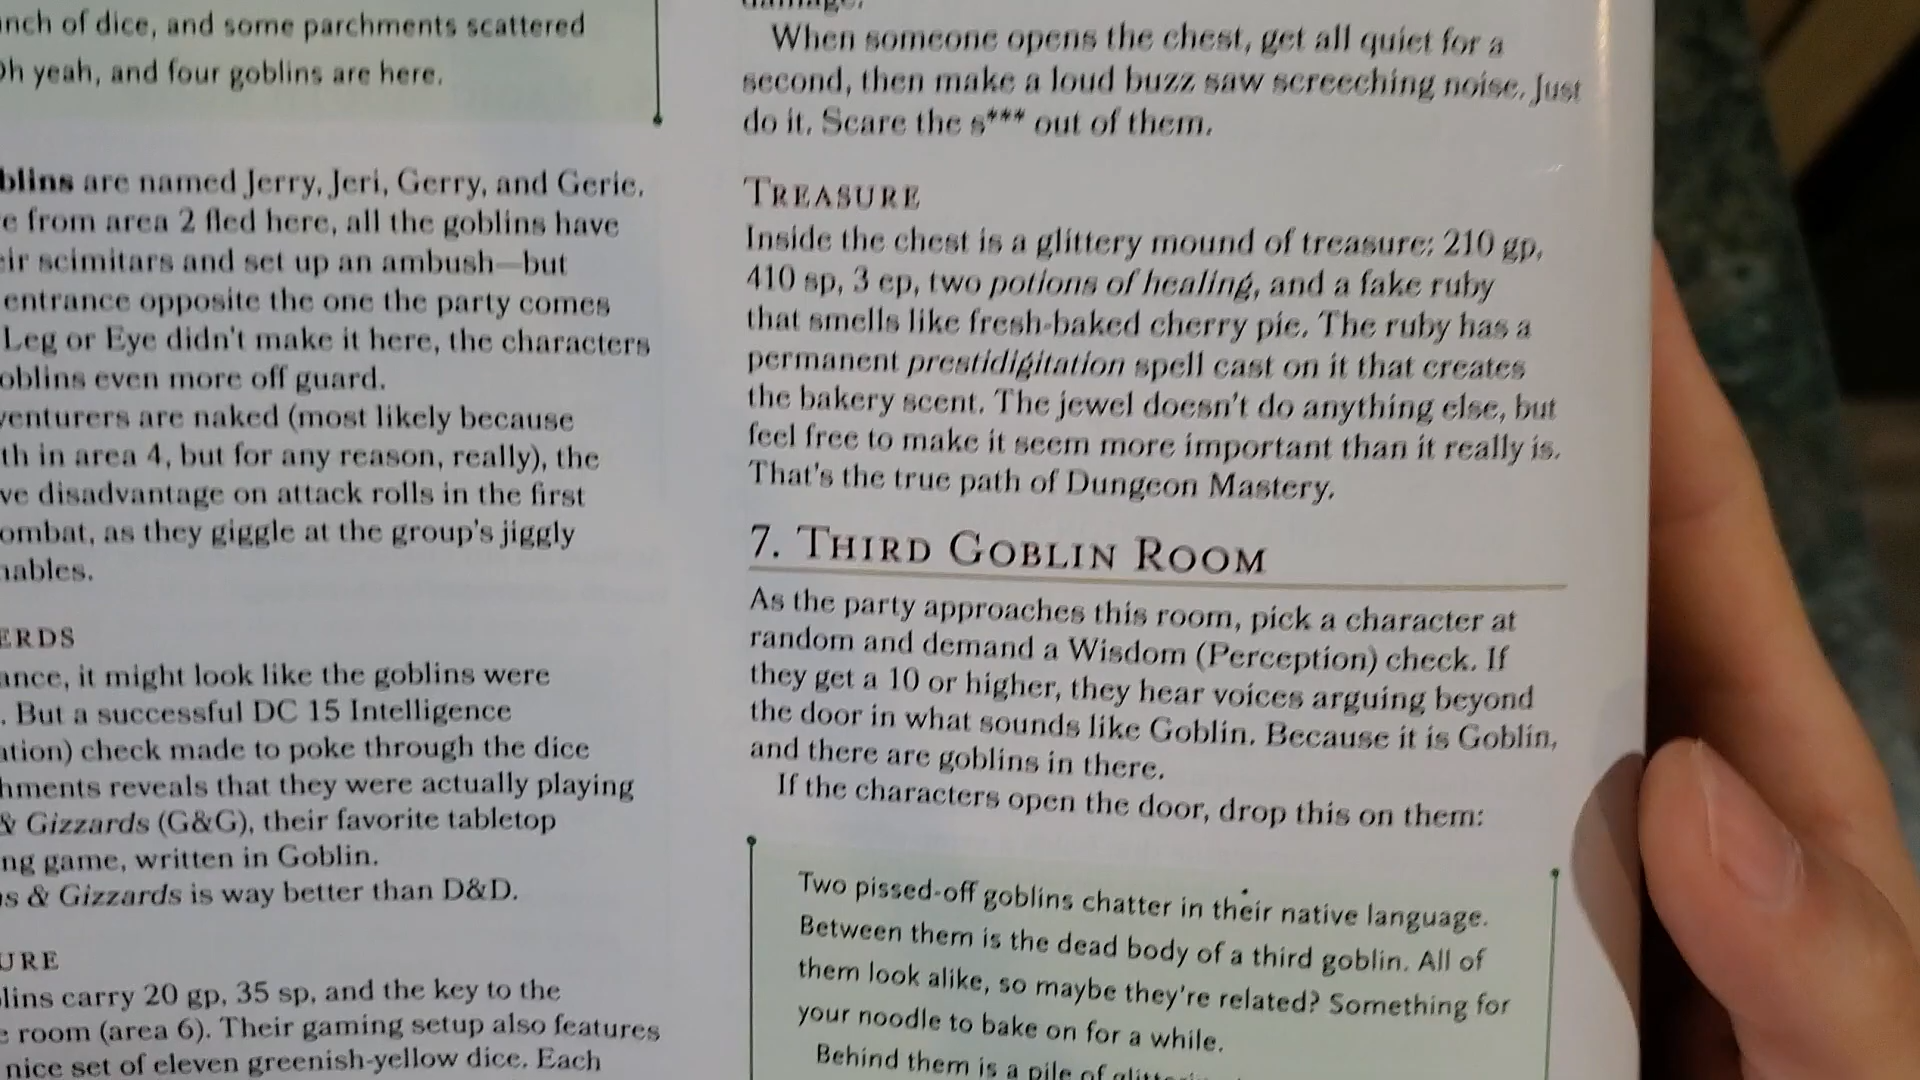 nch of dice, and some parchments scattered
Oh yeah, and four goblins are here.
blins are named Jerry, Jeri, Gerry, and Gerie.
e from area 2 fled here, all the goblins have
eir scimitars and set up an ambush—but
entrance opposite the one the party comes
Leg or Eye didn't make it here, the characters
oblins even more off guard.
venturers are naked (most likely because
th in area 4, but for any reason, really), the
ve disadvantage on attack rolls in the first
ombat, as they giggle at the group's jiggly
nables.
ERDS
ance, it might look like the goblins were
. But a successful DC 15 Intelligence
ation) check made to poke through the dice
hments reveals that they were actually playing
& Gizzards (G&G), their favorite tabletop
ng game, written in Goblin.
s & Gizzards is way better than D&D.
URE
lins carry 20 gp, 35 sp, and the key to the
e room (area 6). Their gaming setup also features
nice set of eleven greenish-yellow dice. Each
damage.
When someone opens the chest, get all quiet for a
second, then make a loud buzz saw screeching noise. Just
do it. Scare the s*** out of them.
TREASURE
Inside the chest is a glittery mound of treasure: 210 gp,
410 sp, 3 ep, two potions of healing, and a fake ruby
that smells like fresh-baked cherry pie. The ruby has a
permanent prestidigitation spell cast on it that creates
the bakery scent. The jewel doesn't do anything else, but
feel free to make it seem more important than it really is.
That's the true path of Dungeon Mastery.
7. THIRD GOBLIN ROOM
As the party approaches this room, pick a character at
random and demand a Wisdom (Perception) check. If
they get a 10 or higher, they hear voices arguing beyond
the door in what sounds like Goblin. Because it is Goblin,
and there are goblins in there.
If the characters open the door, drop this on them:
Two pissed-off goblins chatter in their native language.
Between them is the dead body of a third goblin. All of
them look alike, so maybe they're related? Something for
your noodle to bake on for a while.
Behind them is a pile of